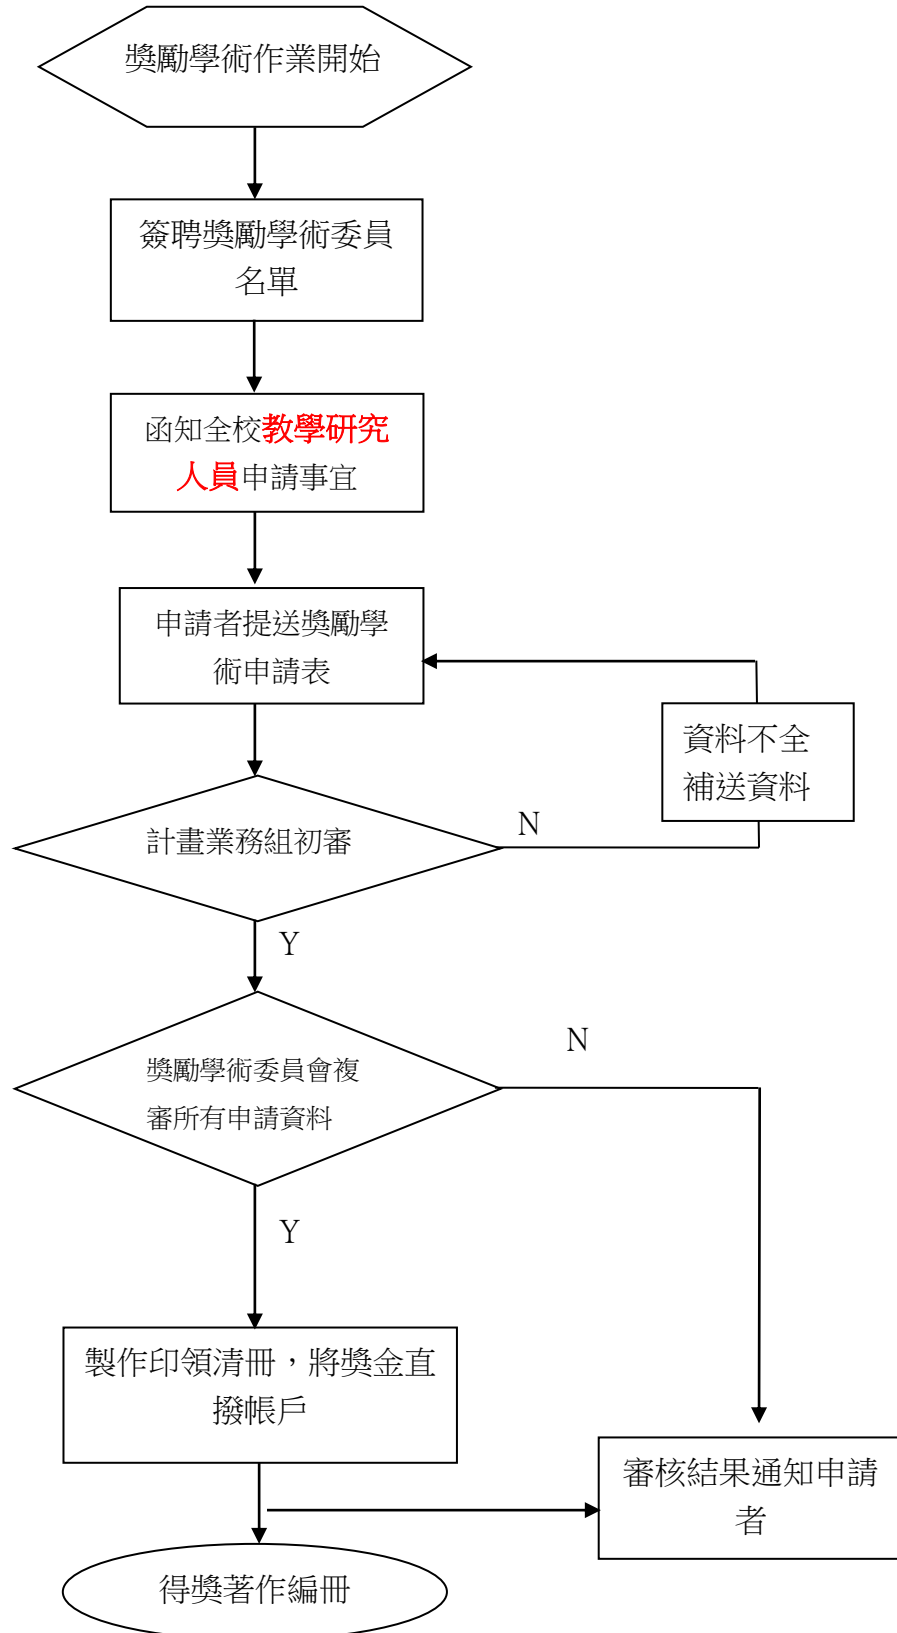 獎勵學術作業開始
簽聘獎勵學術委員
名單
函知全校教學研究
人員申請事宜
申請者提送獎勵學
術申請表
資料不全
補送資料
N
計畫業務組初審
Y
N
獎勵學術委員會複
審所有申請資料
Y
製作印領清冊，將獎金直
撥帳戶
審核結果通知申請
者
得獎著作編冊